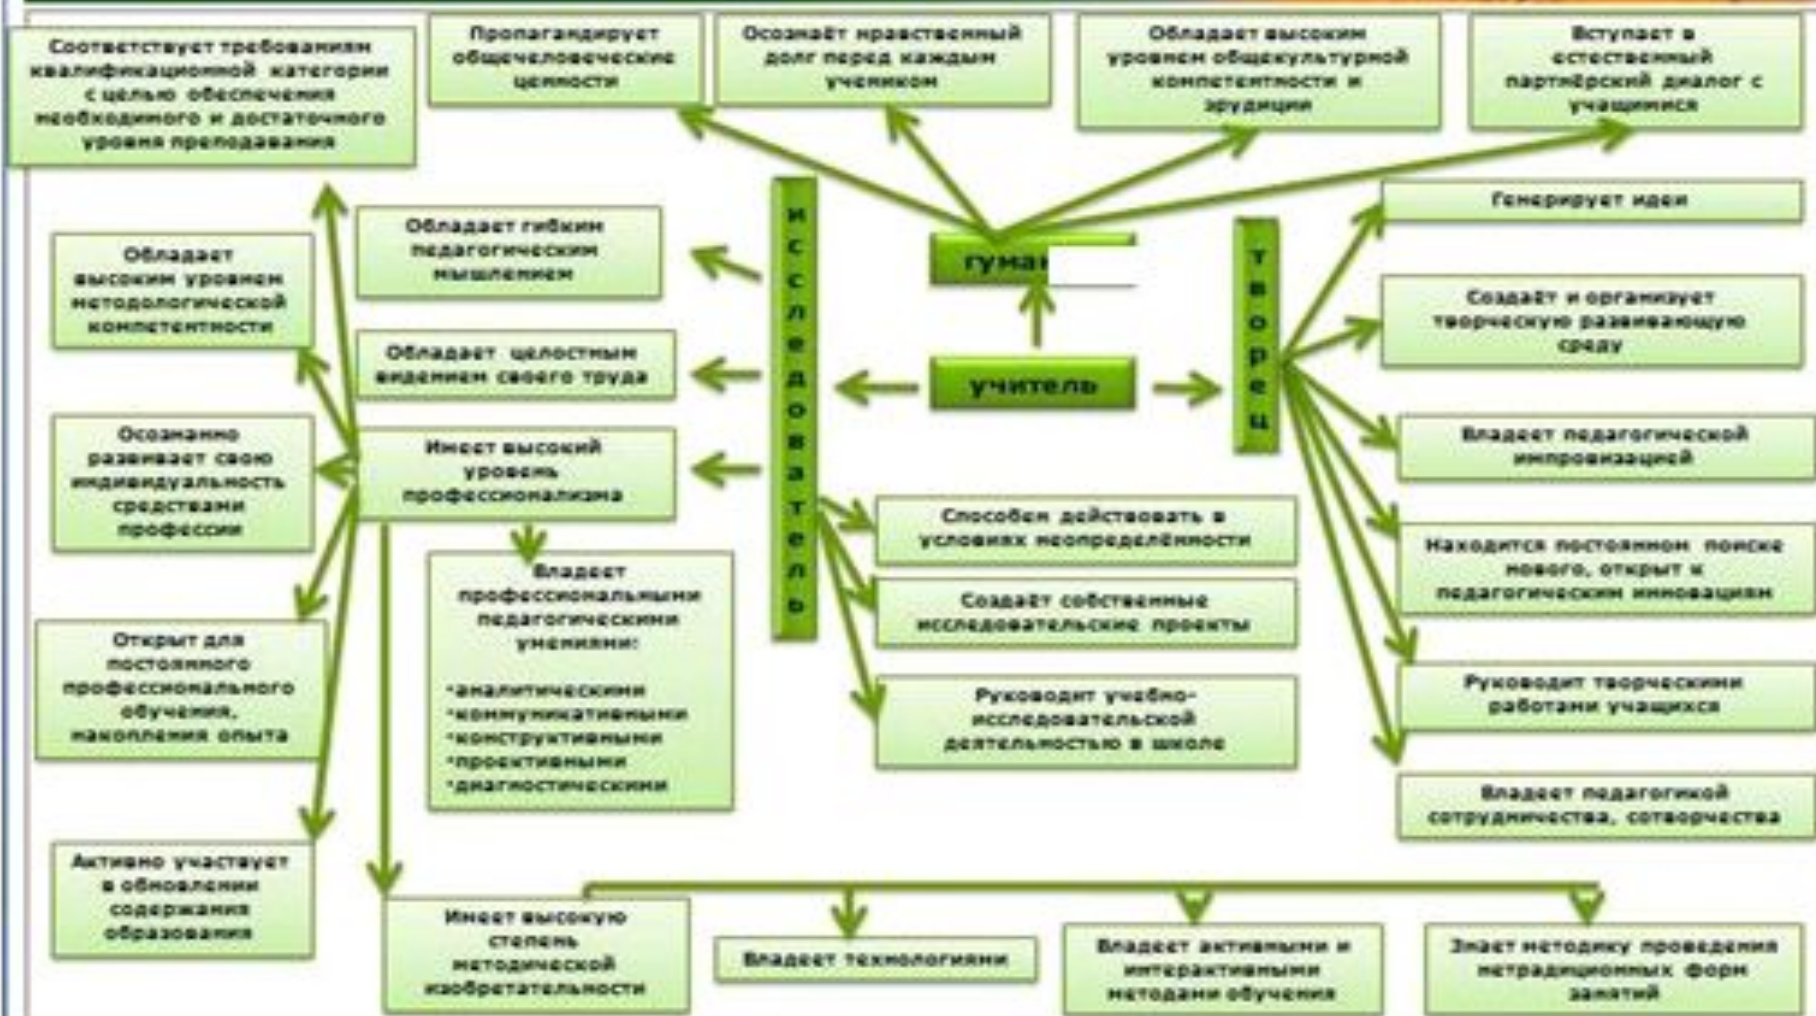 Соответствует требованиям
квалификационной категории
с целью обеспечения
необходимого и достаточного
уровня преподавания
Пропагандирует
общечеловеческие
ценности
Осознаёт нравственный
долг перед каждым
учеником
Обладает высоким
уровнем общекультурной
компетентности и
эрудиции
Вступает в
естественный
партнёрский диалог с
учащимися
Обладает
высоким уровнем
методологической
компетентности
Обладает гибким
педагогическим
мышлением
исследователь
гуман
творец
Генерирует идеи
Создаёт и организует
творческую развивающую
среду
Обладает целостным
видением своего труда
учитель
Осознанно
развивает свою
индивидуальность
средствами
профессии
Имеет высокий
уровень
профессионализма
Владеет педагогической
импровизацией
Способен действовать в
условиях неопределённости
Находится постоянном поиске
нового, открыт к
педагогическим инновациям
Владеет
профессиональными
педагогическими
умениями:
•аналитическими
•коммуникативными
•конструктивными
•проективными
•диагностическими
Создаёт собственные
исследовательские проекты
Открыт для
постоянного
профессионального
обучения,
накопления опыта
Руководит учебно-
исследовательской
деятельностью в школе
Руководит творческими
работами учащихся
Владеет педагогикой
сотрудничества, сотворчества
Активно участвует
в обновлении
содержания
образования
Имеет высокую
степень
методической
изобретательности
Владеет технологиями
Владеет активными и
интерактивными
методами обучения
Знает методику проведения
нетрадиционных форм
занятий